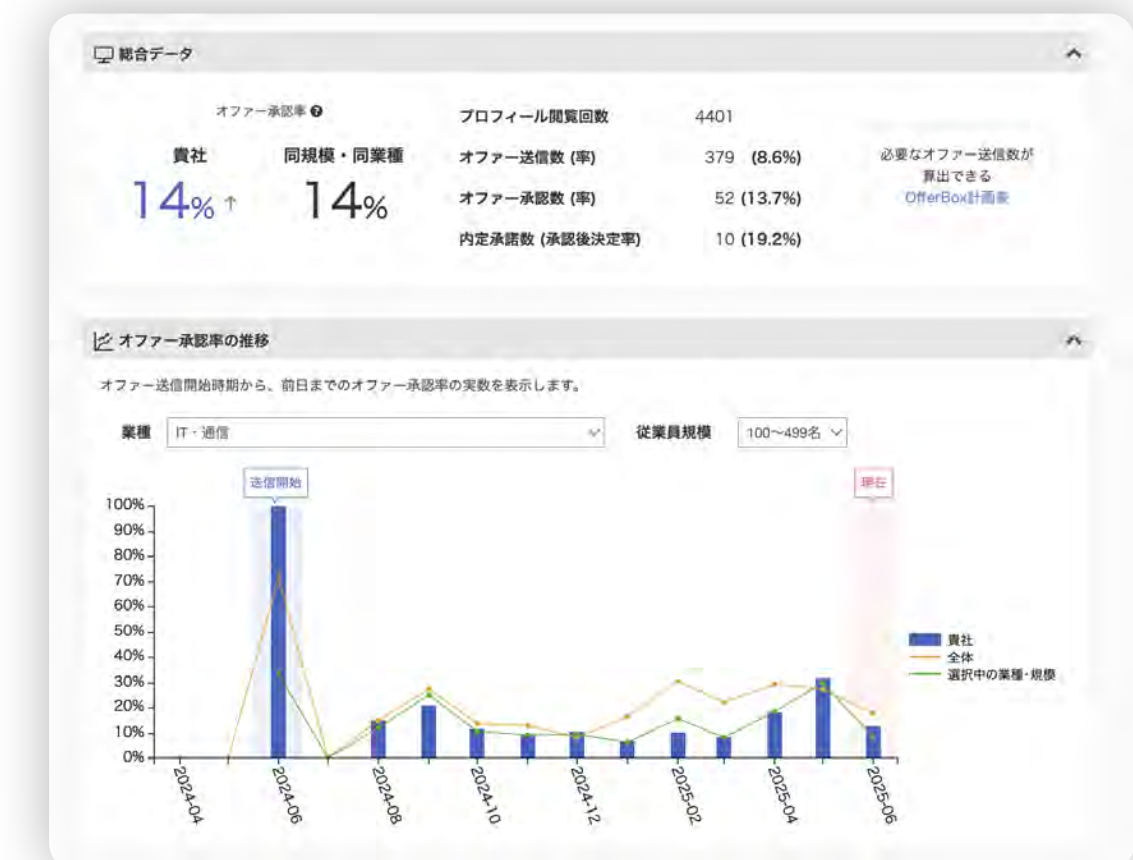 総合データ
オファー承認率 ?
貴社
14% ↑
同規模・同業種
14%
プロフィール閲覧回数 4401
オファー送信数 (率) 379 (8.6%)
オファー承認数 (率) 52 (13.7%)
内定承諾数 (承認後決定率) 10 (19.2%)
必要なオファー送信数が
算出できる
OfferBox計画表
オファー承認率の推移
オファー送信開始時期から、前日までのオファー承認率の実数を表示します。
業種 IT・通信 従業員規模 100〜499名
送信開始
現在
100%
90%
80%
70%
60%
50%
40%
30%
20%
10%
0%
2024-04
2024-06
2024-08
2024-10
2024-12
2025-02
2025-04
2025-06
貴社
全体
選択中の業種・規模